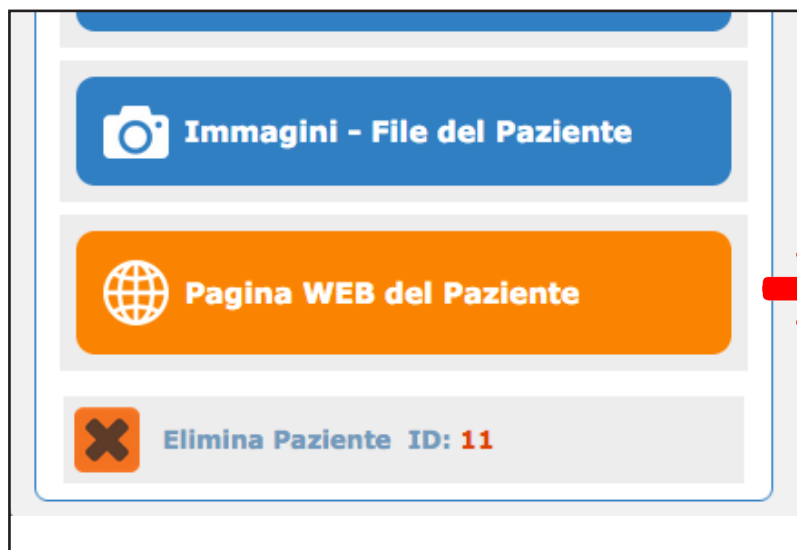 Immagini - File del Paziente
Pagina WEB del Paziente
Elimina Paziente ID: 11